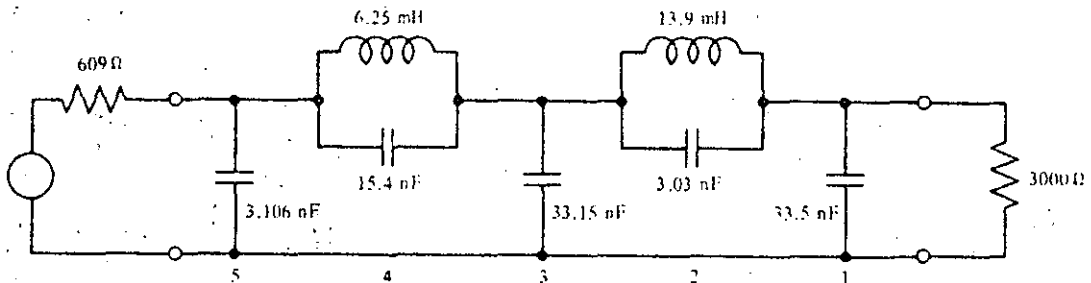 6.25 mH
13.9 mH
609 Ω
15.4 nF
3.03 nF
3000 Ω
3.106 nF
33.15 nF
33.5 nF
5 4 3 2 1